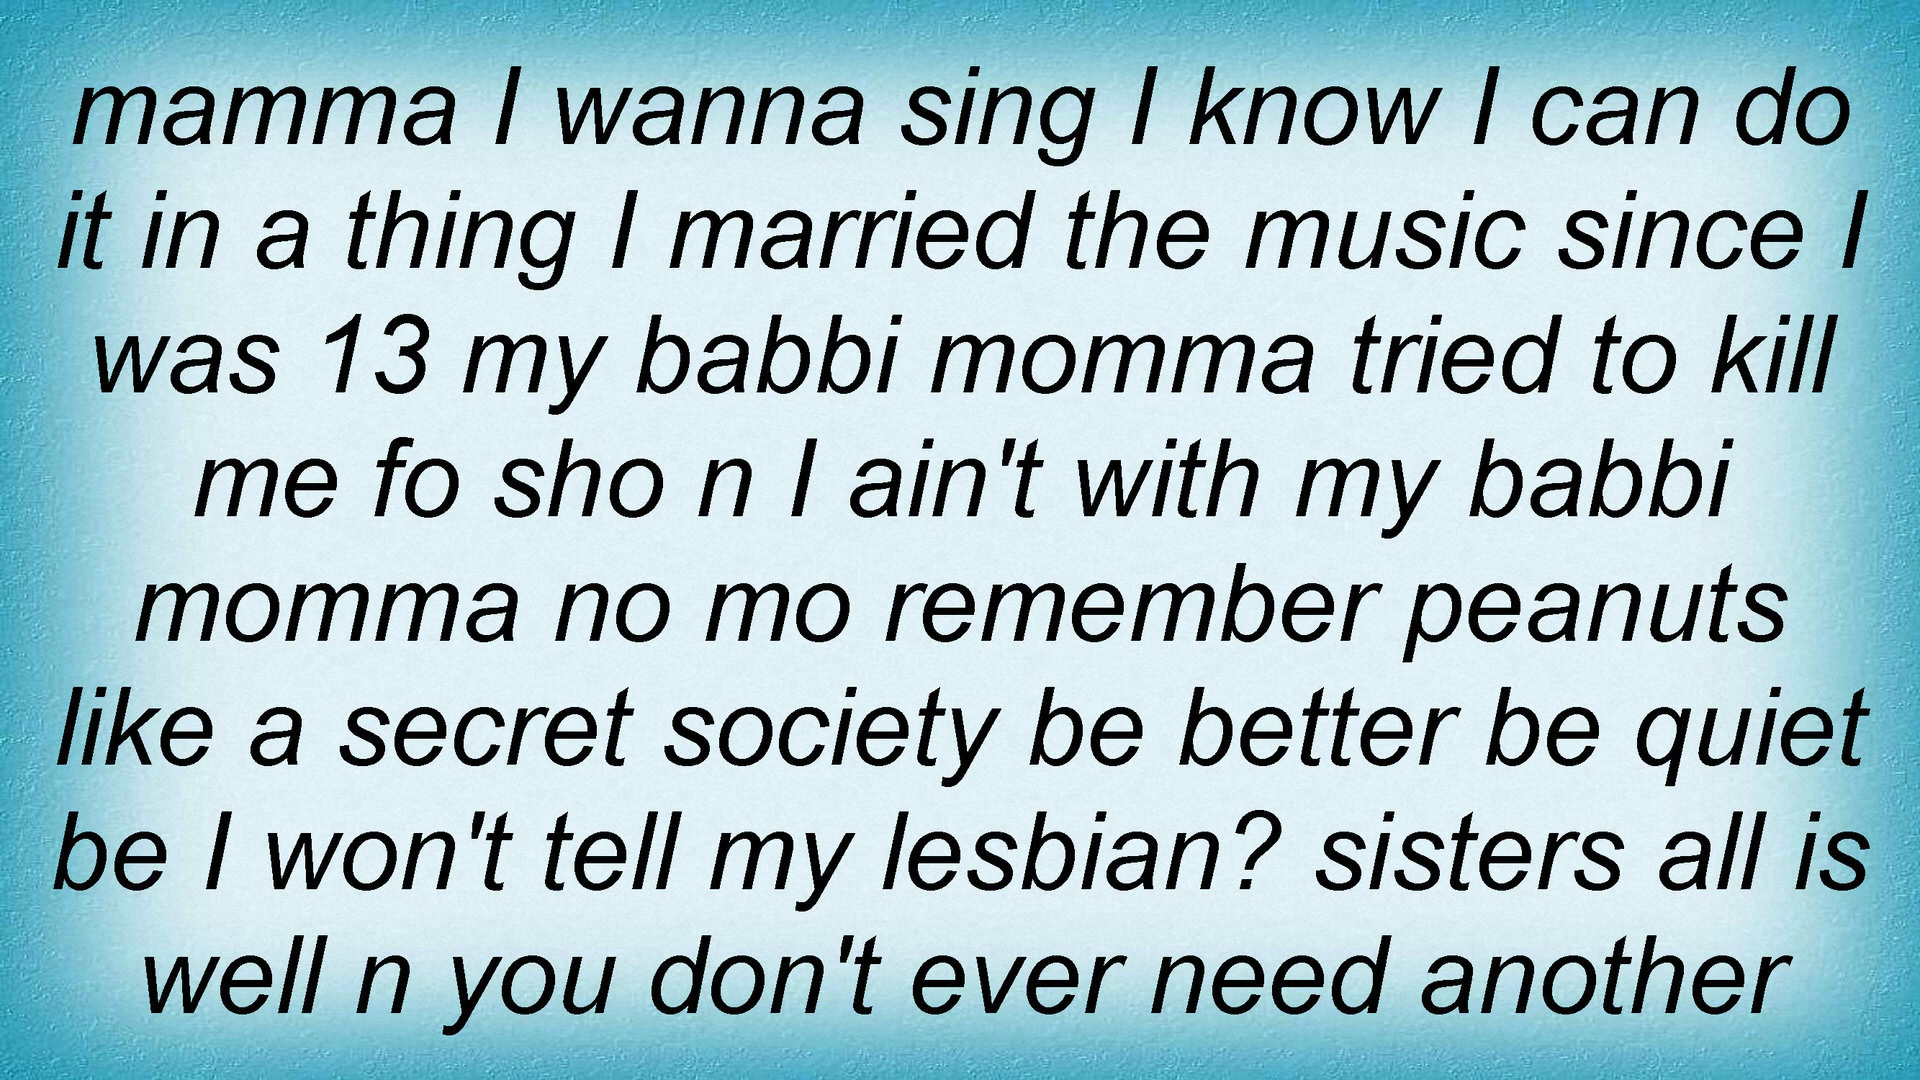 mamma I wanna sing I know I can do
it in a thing I married the music since I
was 13 my babbi momma tried to kill
me fo sho n I ain't with my babbi
momma no mo remember peanuts
like a secret society be better be quiet
be I won't tell my lesbian? sisters all is
well n you don't ever need another